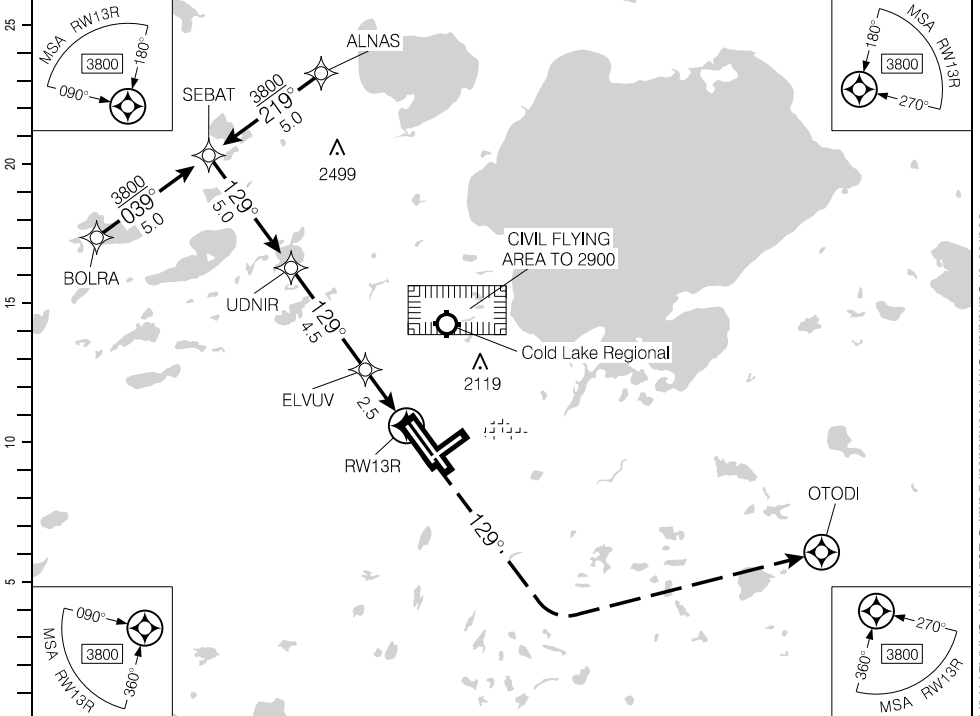 25
20
15
10
5
MSA RW13R
3800
180°
090°
MSA RW13R
3800
180°
270°
ALNAS
SEBAT
3800
219°
5.0
2499
3800
039°
5.0
BOLRA
129°
5.0
UDNIR
CIVIL FLYING
AREA TO 2900
129°
4.5
Cold Lake Regional
2119
ELVUV
2.5
RW13R
129°
OTODI
090°
3800
360°
MSA RW13R
270°
3800
360°
MSA RW13R